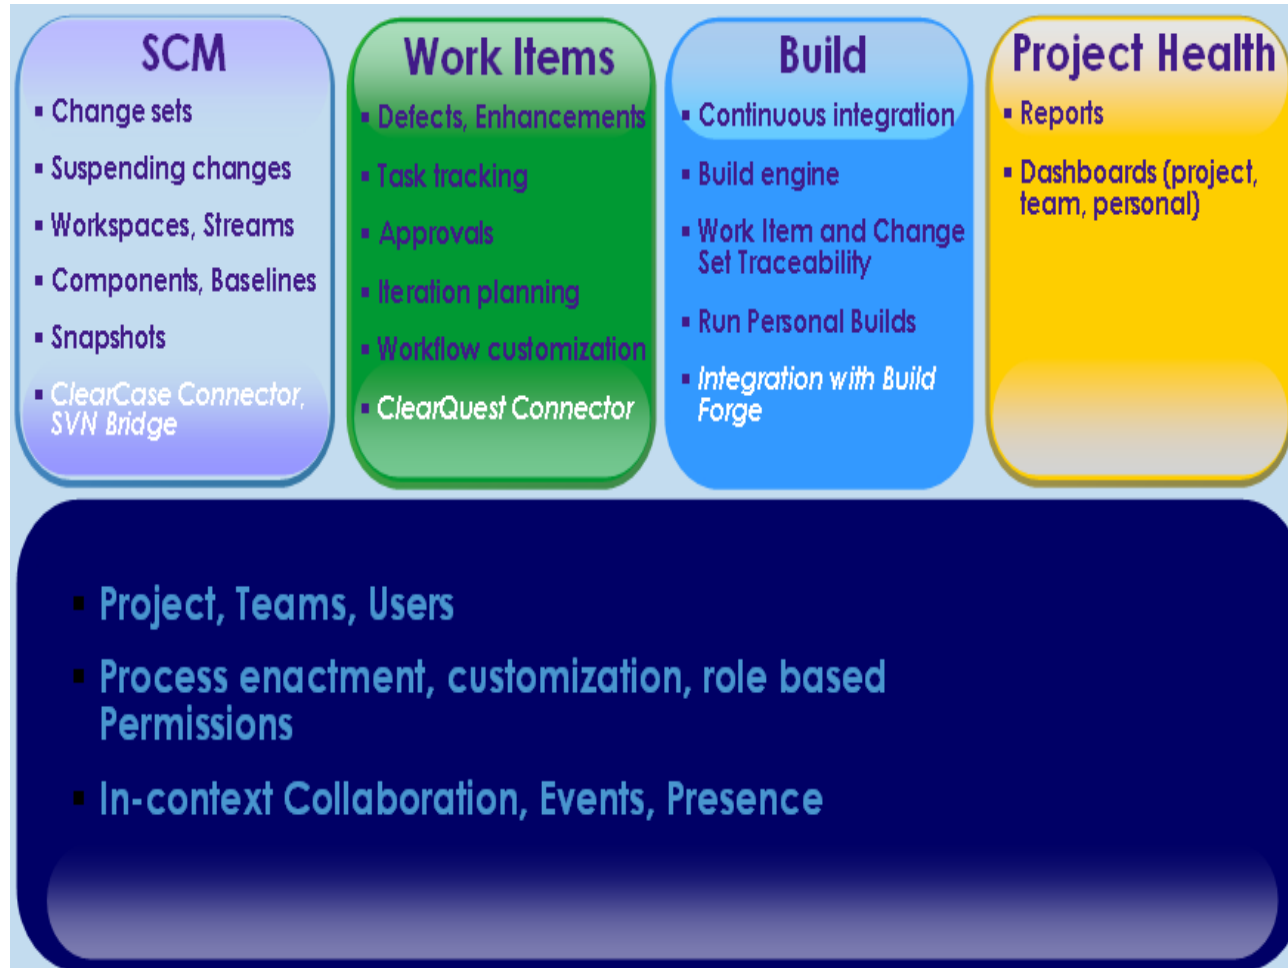 SCM
▪ Change sets
▪ Suspending changes
▪ Workspaces, Streams
▪ Components, Baselines
▪ Snapshots
▪ ClearCase Connector,
SVN Bridge
Work Items
▪ Defects, Enhancements
▪ Task tracking
▪ Approvals
▪ Iteration planning
▪ Workflow customization
▪ ClearQuest Connector
Build
▪ Continuous integration
▪ Build engine
▪ Work Item and Change
Set Traceability
▪ Run Personal Builds
▪ Integration with Build
Forge
Project Health
▪ Reports
▪ Dashboards (project,
team, personal)
▪ Project, Teams, Users
▪ Process enactment, customization, role based
Permissions
▪ In-context Collaboration, Events, Presence